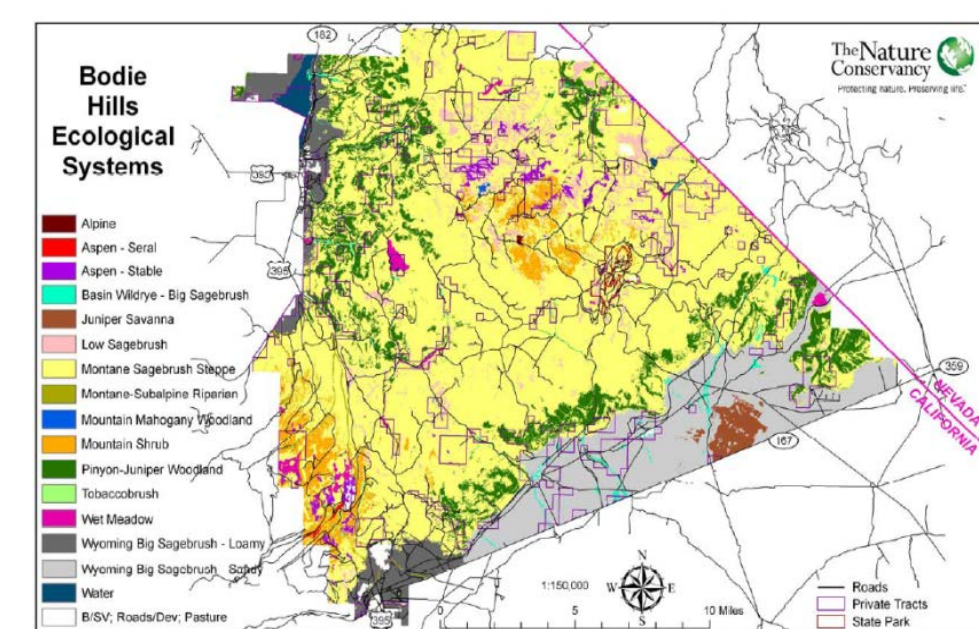 Bodie
Hills
Ecological
Systems
182
The Nature
Conservancy
Protecting nature. Preserving life.™
395
395
Alpine
Aspen - Seral
Aspen - Stable
Basin Wildrye - Big Sagebrush
Juniper Savanna
Low Sagebrush
Montane Sagebrush Steppe
Montane-Subalpine Riparian
Mountain Mahogany Woodland
Mountain Shrub
Pinyon-Juniper Woodland
Tobaccobrush
Wet Meadow
Wyoming Big Sagebrush - Loamy
Wyoming Big Sagebrush Sandy
Water
B/SV; Roads/Dev; Pasture
359
NEVADA
CALIFORNIA
167
395
1:150,000
N
W E
S
0 5 10 Miles
Roads
Private Tracts
State Park